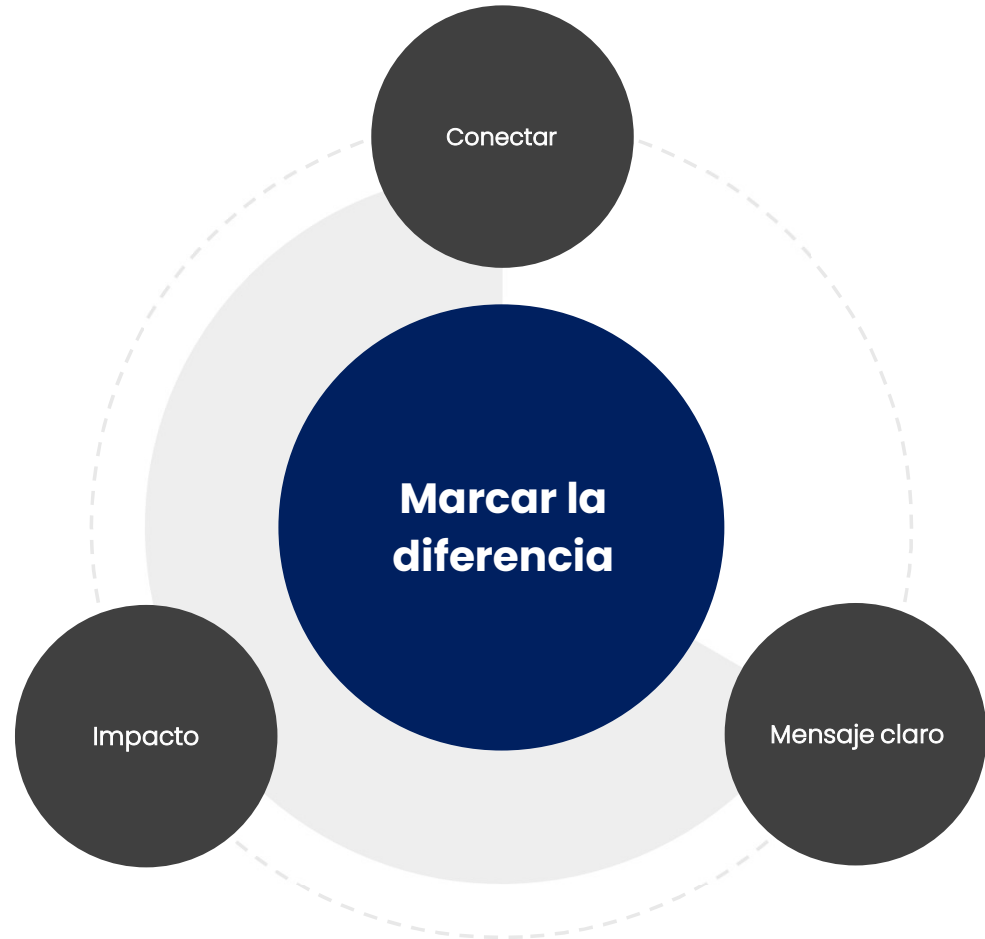 Conectar
Marcar la
diferencia
Impacto
Mensaje claro